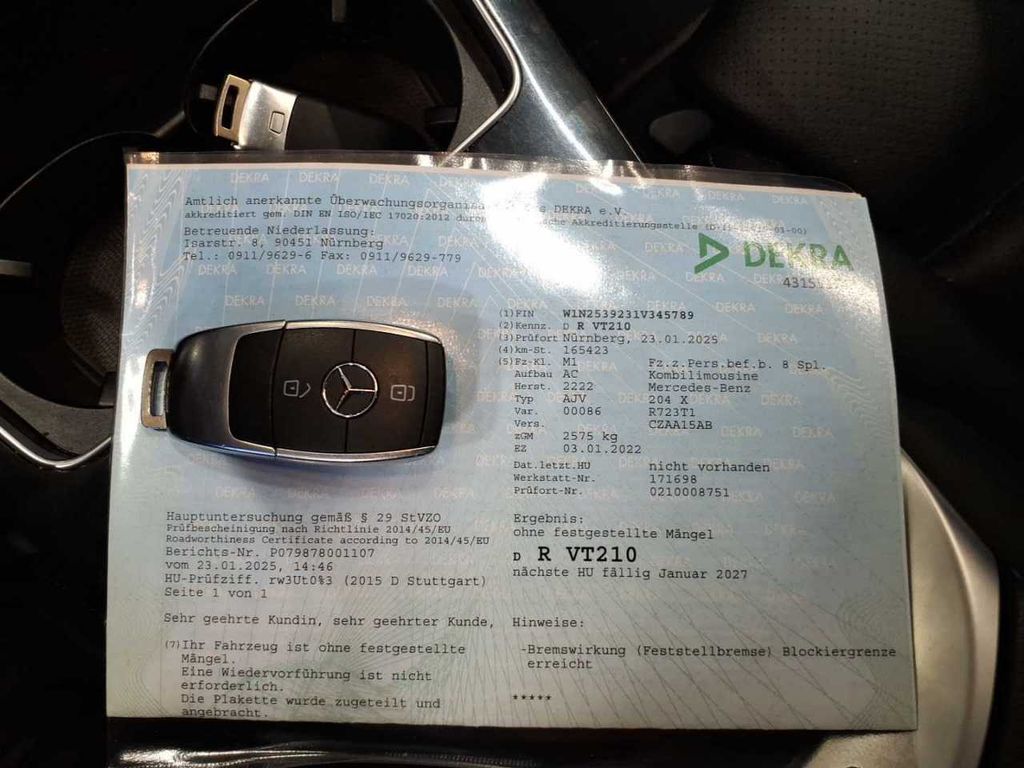 Amtlich anerkannte Überwachungsorganisa DEKRA e.V.
akkreditiert gem. DIN EN ISO/IEC 17020:2012 Akkreditierungsstelle
Betreuende Niederlassung:
Isarstr. 8, 90451 Nürnberg
Tel.: 0911/9629-6 Fax: 0911/9629-779
DEKRA
(1)FIN W1N2539231V345789
(2)Kennz. D R VT210
(3)Prüfort Nürnberg, 23.01.2025
(4)km-St. 165423
(5)Fz-Kl. M1 Fz.z.Pers.bef.b. 8 Spl.
Aufbau AC Kombilimousine
Herst. 2222 Mercedes-Benz
Typ AJV 204 X
Var. 00086 R723T1
Vers. CZAA15AB
zGM 2575 kg
EZ 03.01.2022
Dat.letzt.HU nicht vorhanden
Werkstatt-Nr. 171698
Prüfort-Nr. 0210008751
Hauptuntersuchung gemäß § 29 StVZO
Prüfbescheinigung nach Richtlinie 2014/45/EU
Roadworthiness Certificate according to 2014/45/EU
Berichts-Nr. P079878001107
vom 23.01.2025, 14:46
HU-Prüfziff. rw3Ut0%3 (2015 D Stuttgart)
Seite 1 von 1
Ergebnis:
ohne festgestellte Mängel
D R VT210
nächste HU fällig Januar 2027
Sehr geehrte Kundin, sehr geehrter Kunde,
(7)Ihr Fahrzeug ist ohne festgestellte
Mängel.
Eine Wiedervorführung ist nicht
erforderlich.
Die Plakette wurde zugeteilt und
angebracht.
Hinweise:
-Bremswirkung (Feststellbremse) Blockiergrenze
erreicht
*****